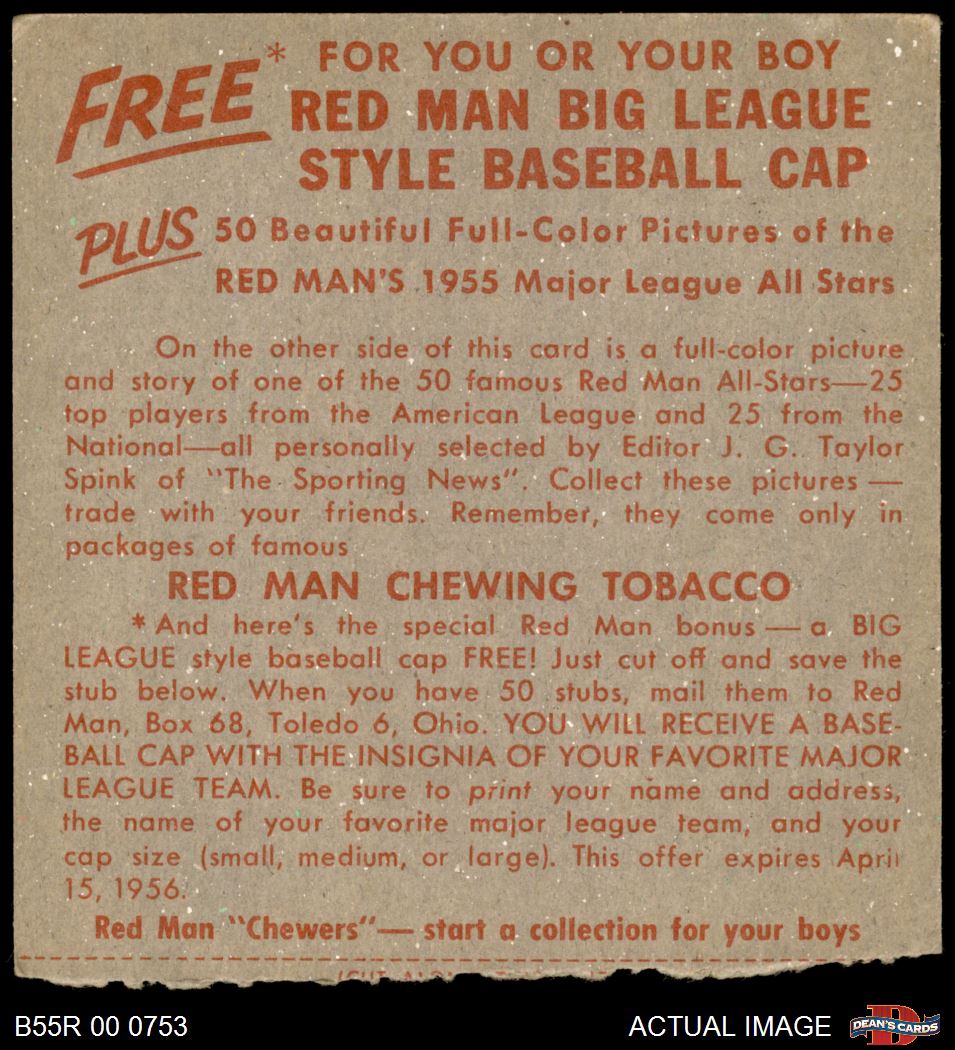 FREE* FOR YOU OR YOUR BOY
RED MAN BIG LEAGUE
STYLE BASEBALL CAP
PLUS 50 Beautiful Full-Color Pictures of the
RED MAN'S 1955 Major League All Stars
On the other side of this card is a full-color picture
and story of one of the 50 famous Red Man All-Stars—25
top players from the American League and 25 from the
National—all personally selected by Editor J. G. Taylor
Spink of "The Sporting News". Collect these pictures —
trade with your friends. Remember, they come only in
packages of famous
RED MAN CHEWING TOBACCO
*And here's the special Red Man bonus — a BIG
LEAGUE style baseball cap FREE! Just cut off and save the
stub below. When you have 50 stubs, mail them to Red
Man, Box 68, Toledo 6, Ohio. YOU WILL RECEIVE A BASE-
BALL CAP WITH THE INSIGNIA OF YOUR FAVORITE MAJOR
LEAGUE TEAM. Be sure to print your name and address,
the name of your favorite major league team, and your
cap size (small, medium, or large). This offer expires April
15, 1956.
Red Man "Chewers"— start a collection for your boys
B55R 00 0753
ACTUAL IMAGE
DEAN'S CARDS